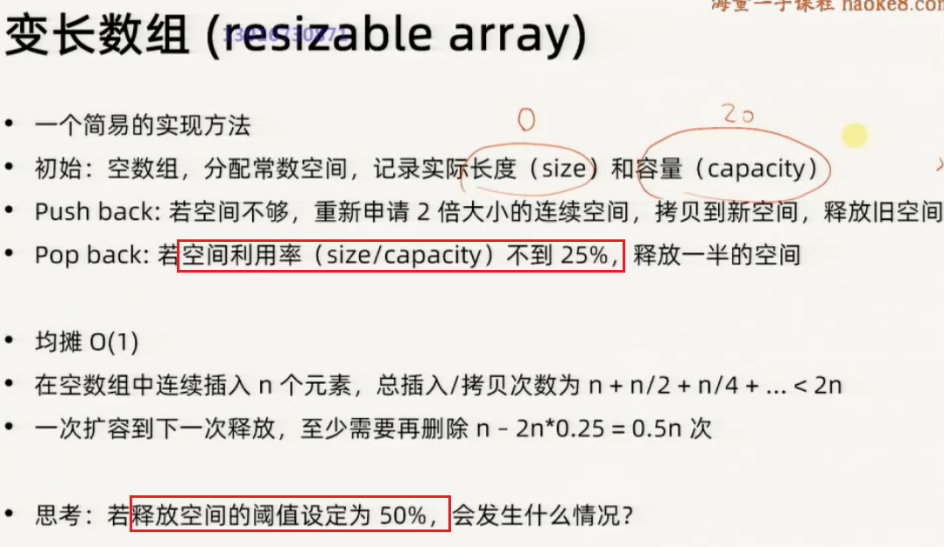 海量一手课程 haoke8.com
变长数组 (resizable array)
• 一个简易的实现方法
0
20
• 初始：空数组，分配常数空间，记录实际长度（size）和容量（capacity）
• Push back: 若空间不够，重新申请 2 倍大小的连续空间，拷贝到新空间，释放旧空间
• Pop back: 若空间利用率（size/capacity）不到 25%，释放一半的空间
• 均摊 O(1)
• 在空数组中连续插入 n 个元素，总插入/拷贝次数为 n + n/2 + n/4 + ... < 2n
• 一次扩容到下一次释放，至少需要再删除 n – 2n*0.25 = 0.5n 次
• 思考：若释放空间的阈值设定为 50%，会发生什么情况？